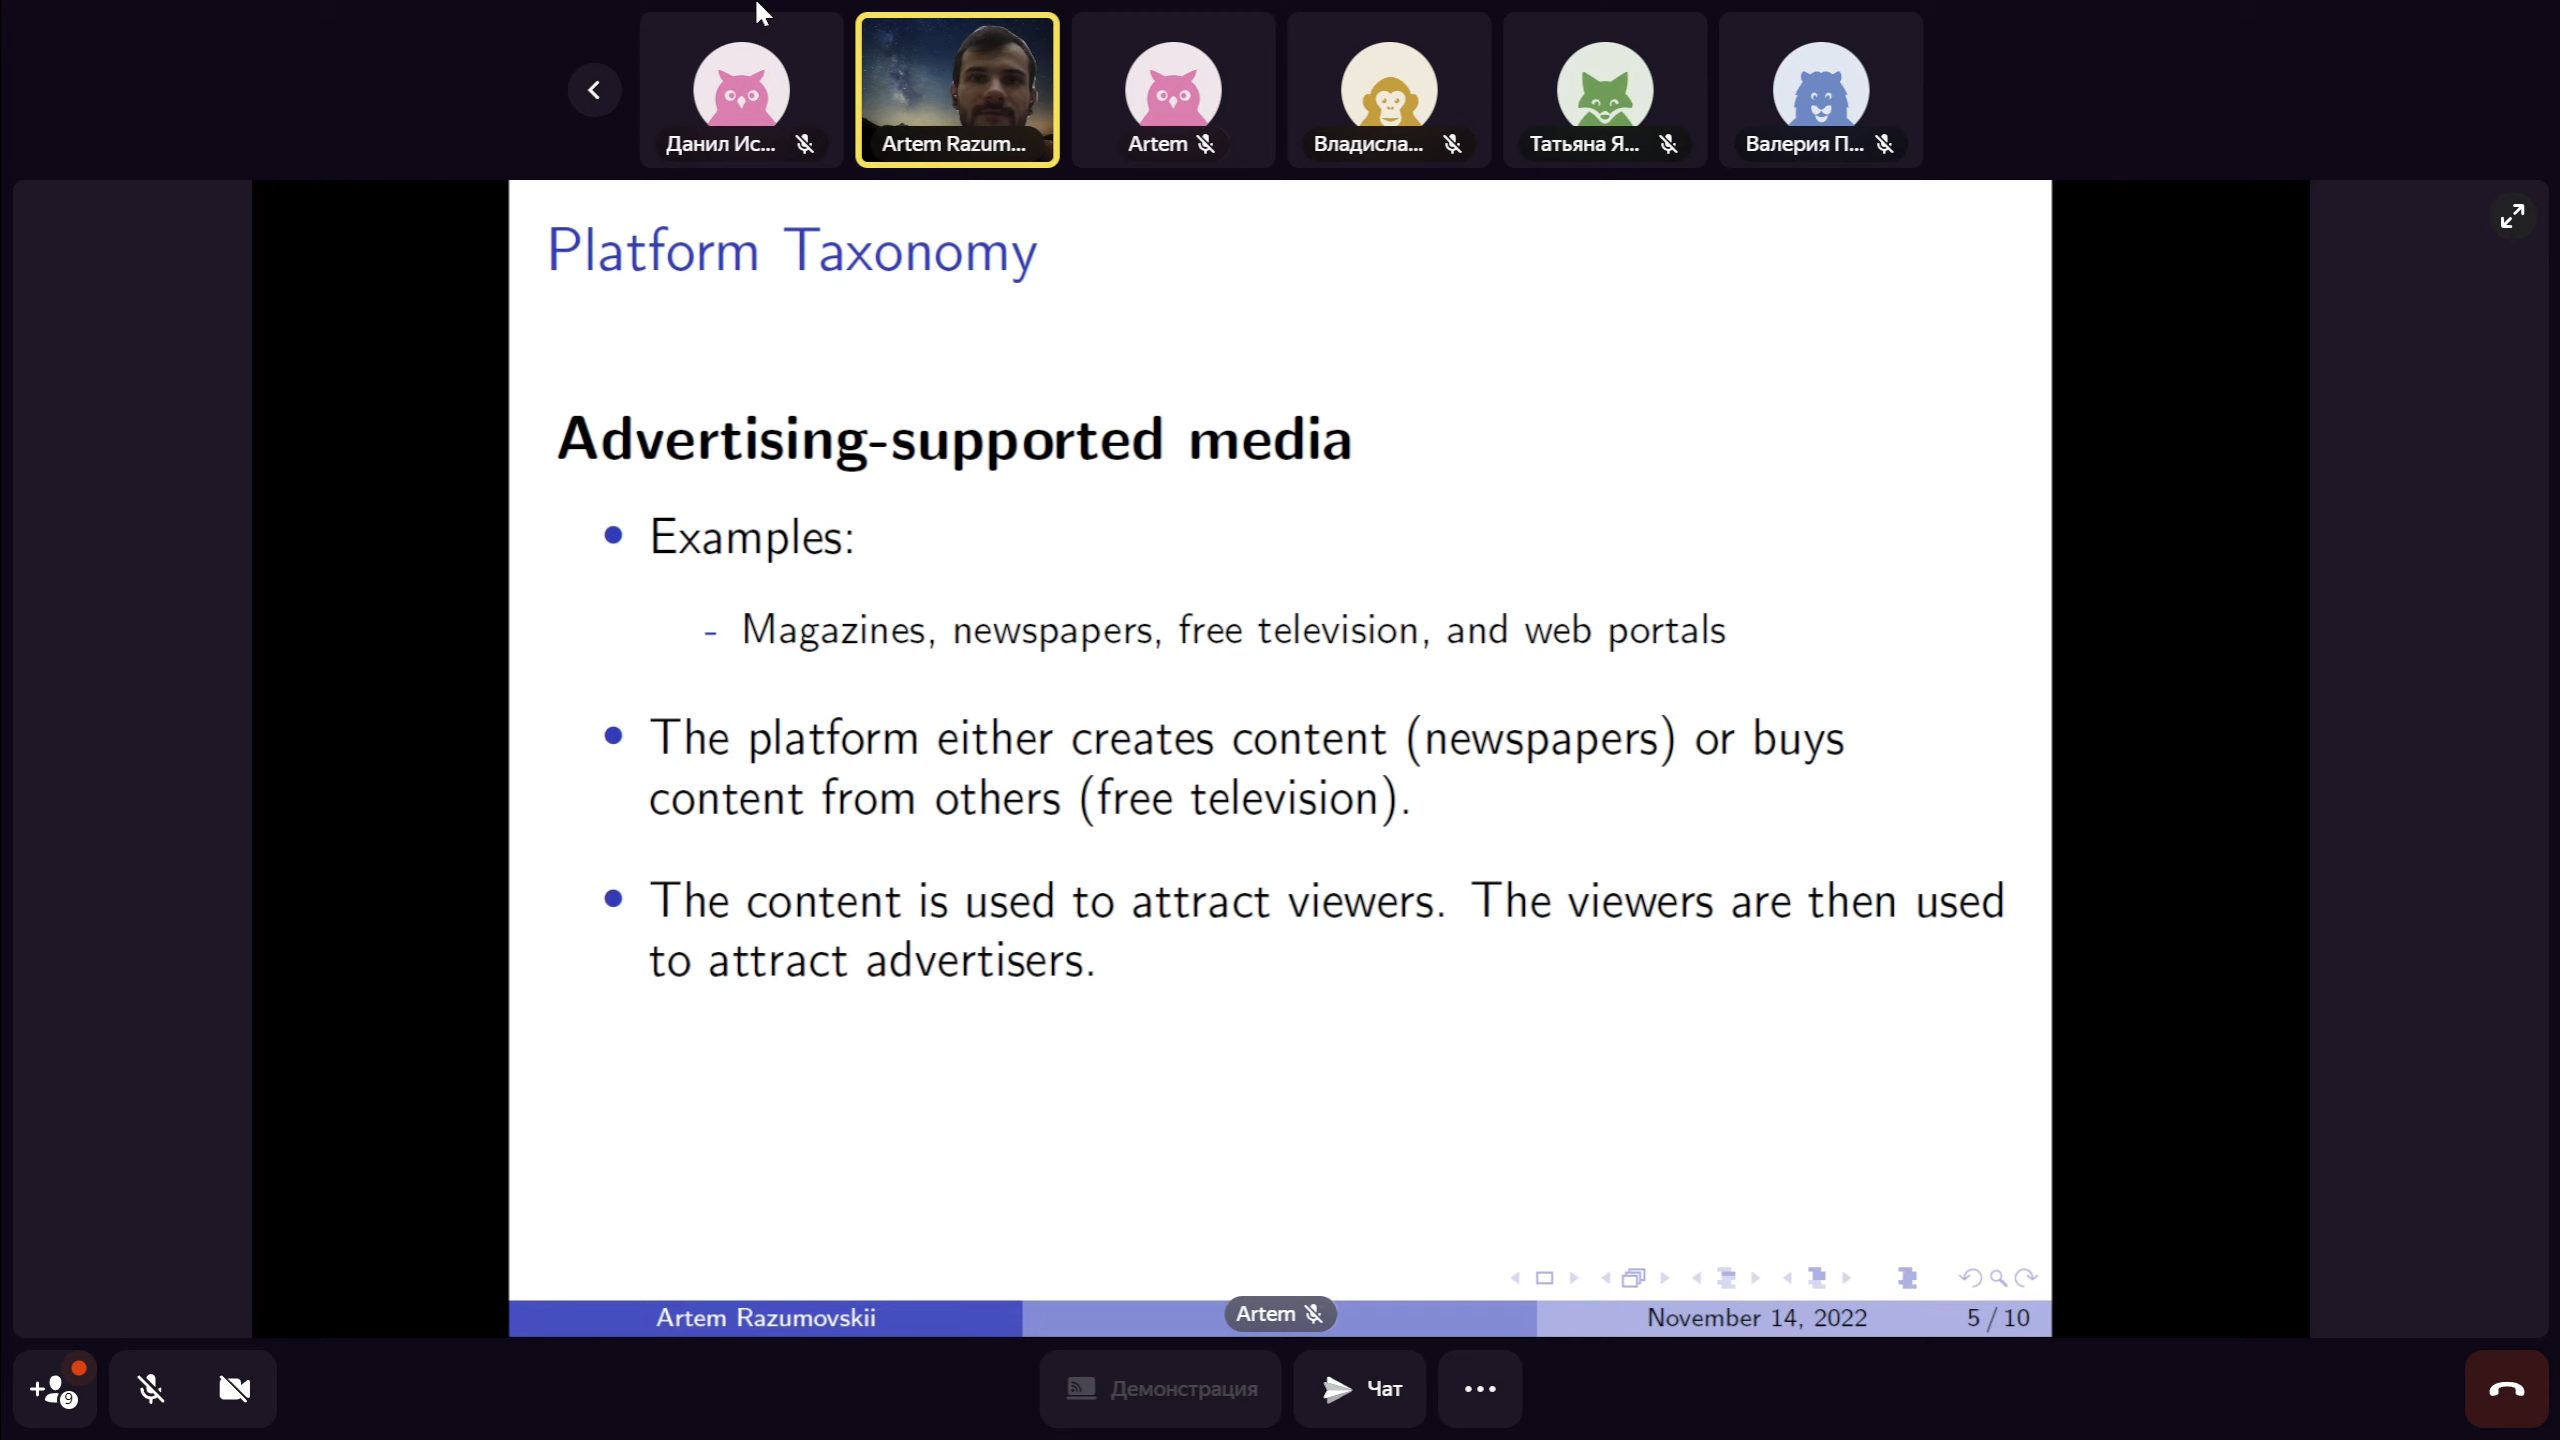 Данил Ис...
Artem Razum...
Artem
Владисла...
Татьяна Я...
Валерия П...
Platform Taxonomy
Advertising-supported media
• Examples:
- Magazines, newspapers, free television, and web portals
• The platform either creates content (newspapers) or buys
content from others (free television).
• The content is used to attract viewers. The viewers are then used
to attract advertisers.
Artem Razumovskii
Artem
November 14, 2022
5 / 10
9
Демонстрация
Чат